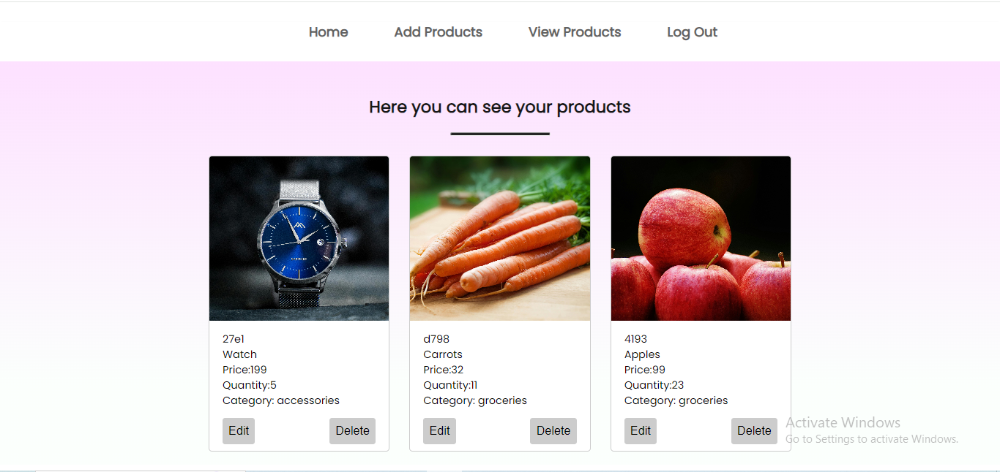 Home Add Products View Products Log Out
Here you can see your products
27e1
Watch
Price:199
Quantity:5
Category: accessories
Edit Delete
d798
Carrots
Price:32
Quantity:11
Category: groceries
Edit Delete
4193
Apples
Price:99
Quantity:23
Category: groceries
Edit Delete
Activate Windows
Go to Settings to activate Windows.